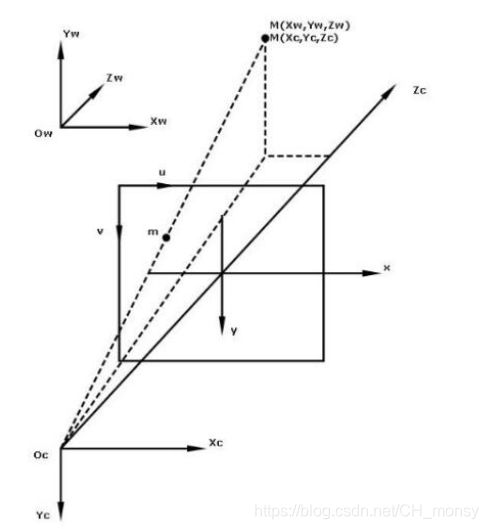 M(Xw,Yw,Zw)
M(Xc,Yc,Zc)
Yw
Zw
Xw
Ow
Zc
u
v
m
x
y
Xc
Oc
Yc
https://blog.csdn.net/CH_monsy